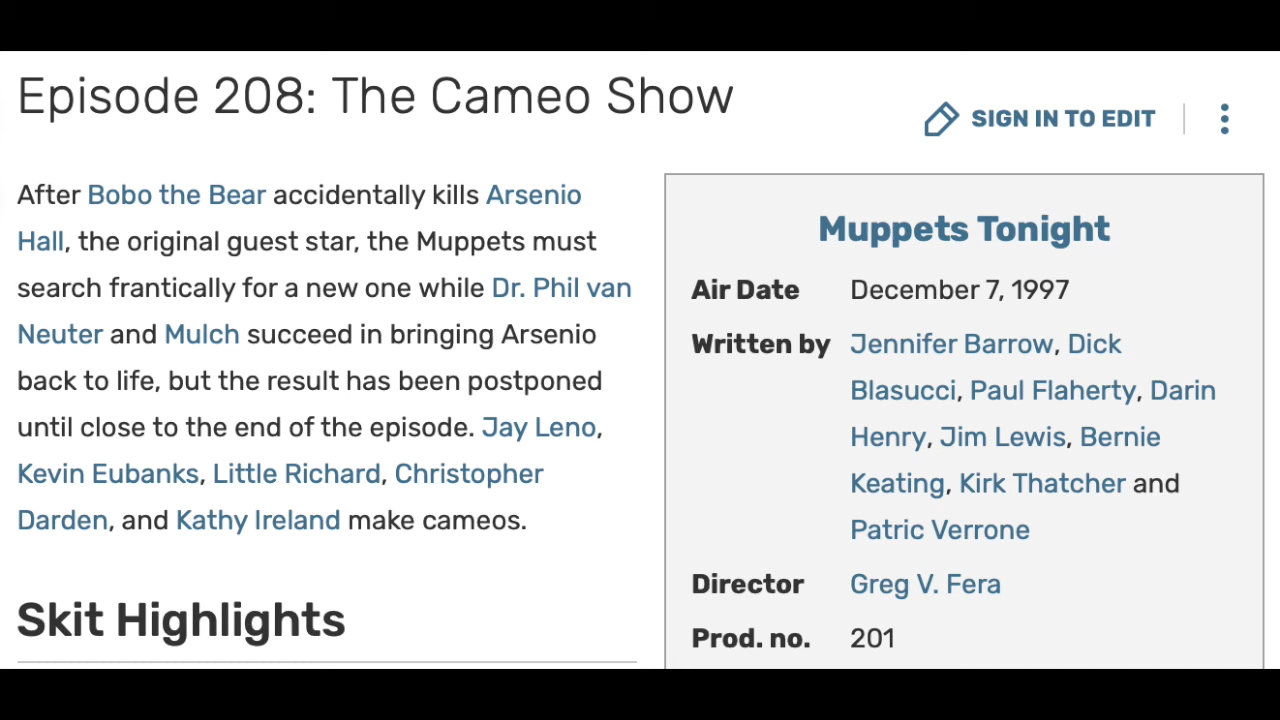 Episode 208: The Cameo Show
SIGN IN TO EDIT
After Bobo the Bear accidentally kills Arsenio
Hall, the original guest star, the Muppets must
search frantically for a new one while Dr. Phil van
Neuter and Mulch succeed in bringing Arsenio
back to life, but the result has been postponed
until close to the end of the episode. Jay Leno,
Kevin Eubanks, Little Richard, Christopher
Darden, and Kathy Ireland make cameos.
Skit Highlights
Muppets Tonight
Air Date December 7, 1997
Written by Jennifer Barrow, Dick
Blasucci, Paul Flaherty, Darin
Henry, Jim Lewis, Bernie
Keating, Kirk Thatcher and
Patric Verrone
Director Greg V. Fera
Prod. no. 201